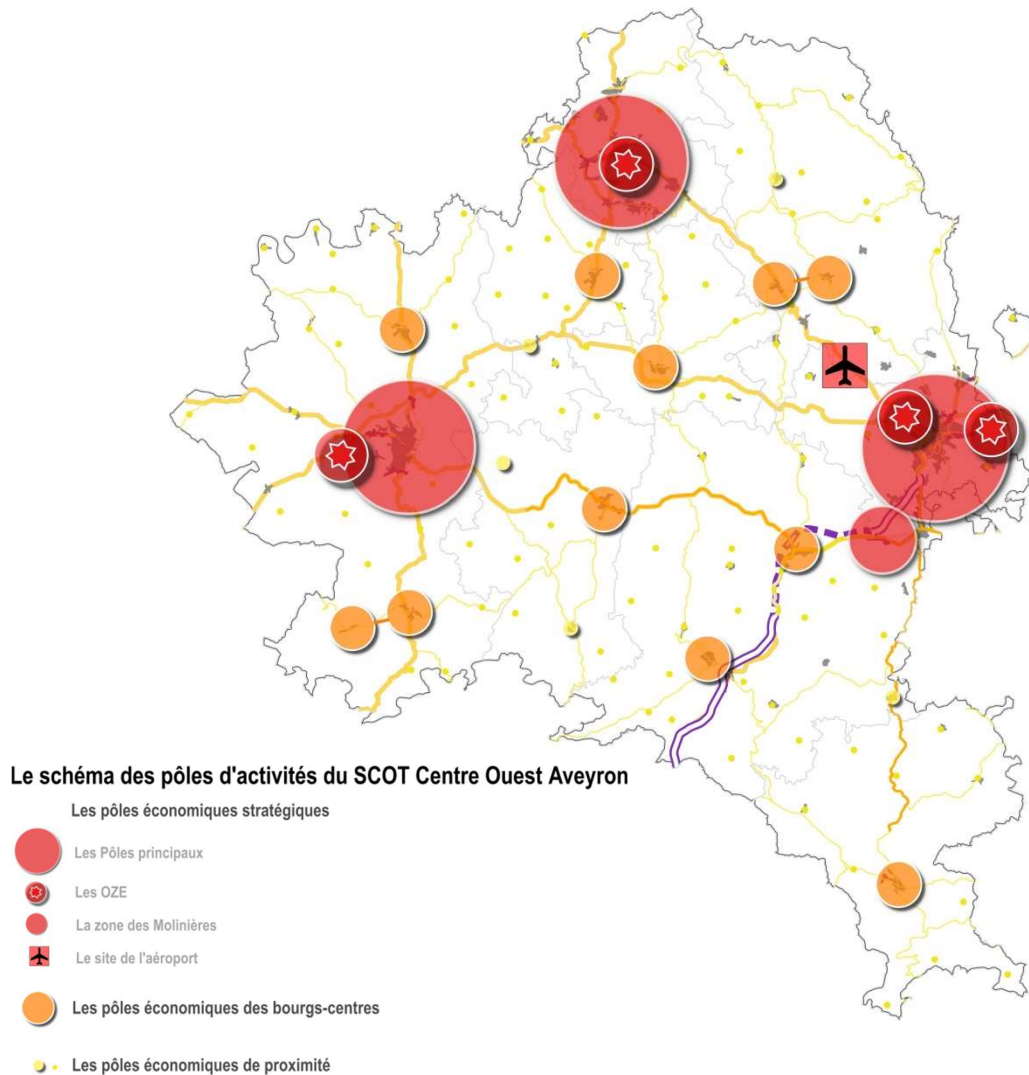 Le schéma des pôles d'activités du SCOT Centre Ouest Aveyron
Les pôles économiques stratégiques
Les Pôles principaux
Les OZE
La zone des Molinières
Le site de l'aéroport
Les pôles économiques des bourgs-centres
Les pôles économiques de proximité